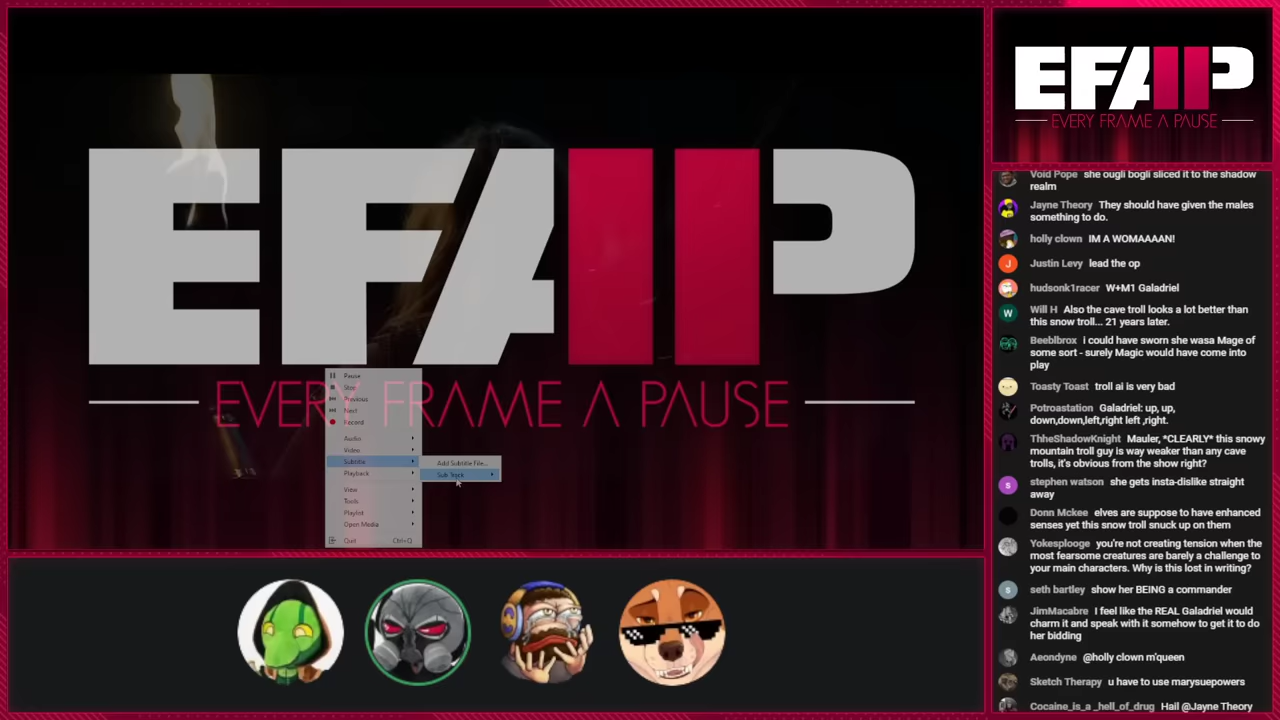 EFAP
EVERY FRAME A PAUSE
Pause
Stop
Previous
Next
Record
Audio
Video
Subtitle
Playback
View
Tools
Playlist
Open Media
Quit Ctrl+Q
Add Subtitle File...
Sub Track
EFAP
EVERY FRAME A PAUSE
Void Pope she ougli bogli sliced it to the shadow
realm
Jayne Theory They should have given the males
something to do.
holly clown IM A WOMAAAAN!
J
Justin Levy lead the op
hudsonk1racer W+M1 Galadriel
W
Will H Also the cave troll looks a lot better than
this snow troll... 21 years later.
Beeblbrox i could have sworn she wasa Mage of
some sort - surely Magic would have come into
play
Toasty Toast troll ai is very bad
Potroastation Galadriel: up, up,
down,down,left,right left ,right.
ThheShadowKnight Mauler, *CLEARLY* this snowy
mountain troll guy is way weaker than any cave
trolls, it's obvious from the show right?
s
stephen watson she gets insta-dislike straight
away
Donn Mckee elves are suppose to have enhanced
senses yet this snow troll snuck up on them
Yokesplooge you're not creating tension when the
most fearsome creatures are barely a challenge to
your main characters. Why is this lost in writing?
s
seth bartley show her BEING a commander
JimMacabre I feel like the REAL Galadriel would
charm it and speak with it somehow to get it to do
her bidding
Aeondyne @holly clown m'queen
Sketch Therapy u have to use marysuepowers
Cocaine_is_a _hell_of_drug Hail @Jayne Theory